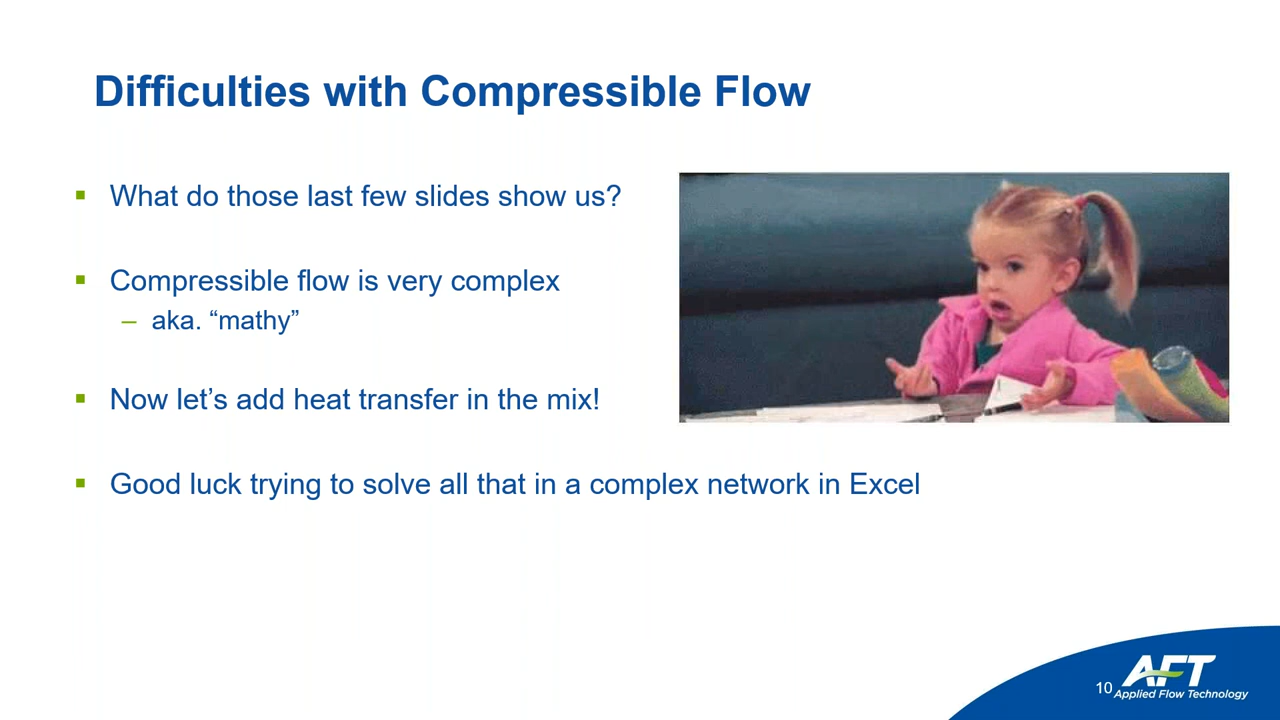 Difficulties with Compressible Flow
▪ What do those last few slides show us?
▪ Compressible flow is very complex
– aka. “mathy”
▪ Now let’s add heat transfer in the mix!
▪ Good luck trying to solve all that in a complex network in Excel
10
AFT
Applied Flow Technology